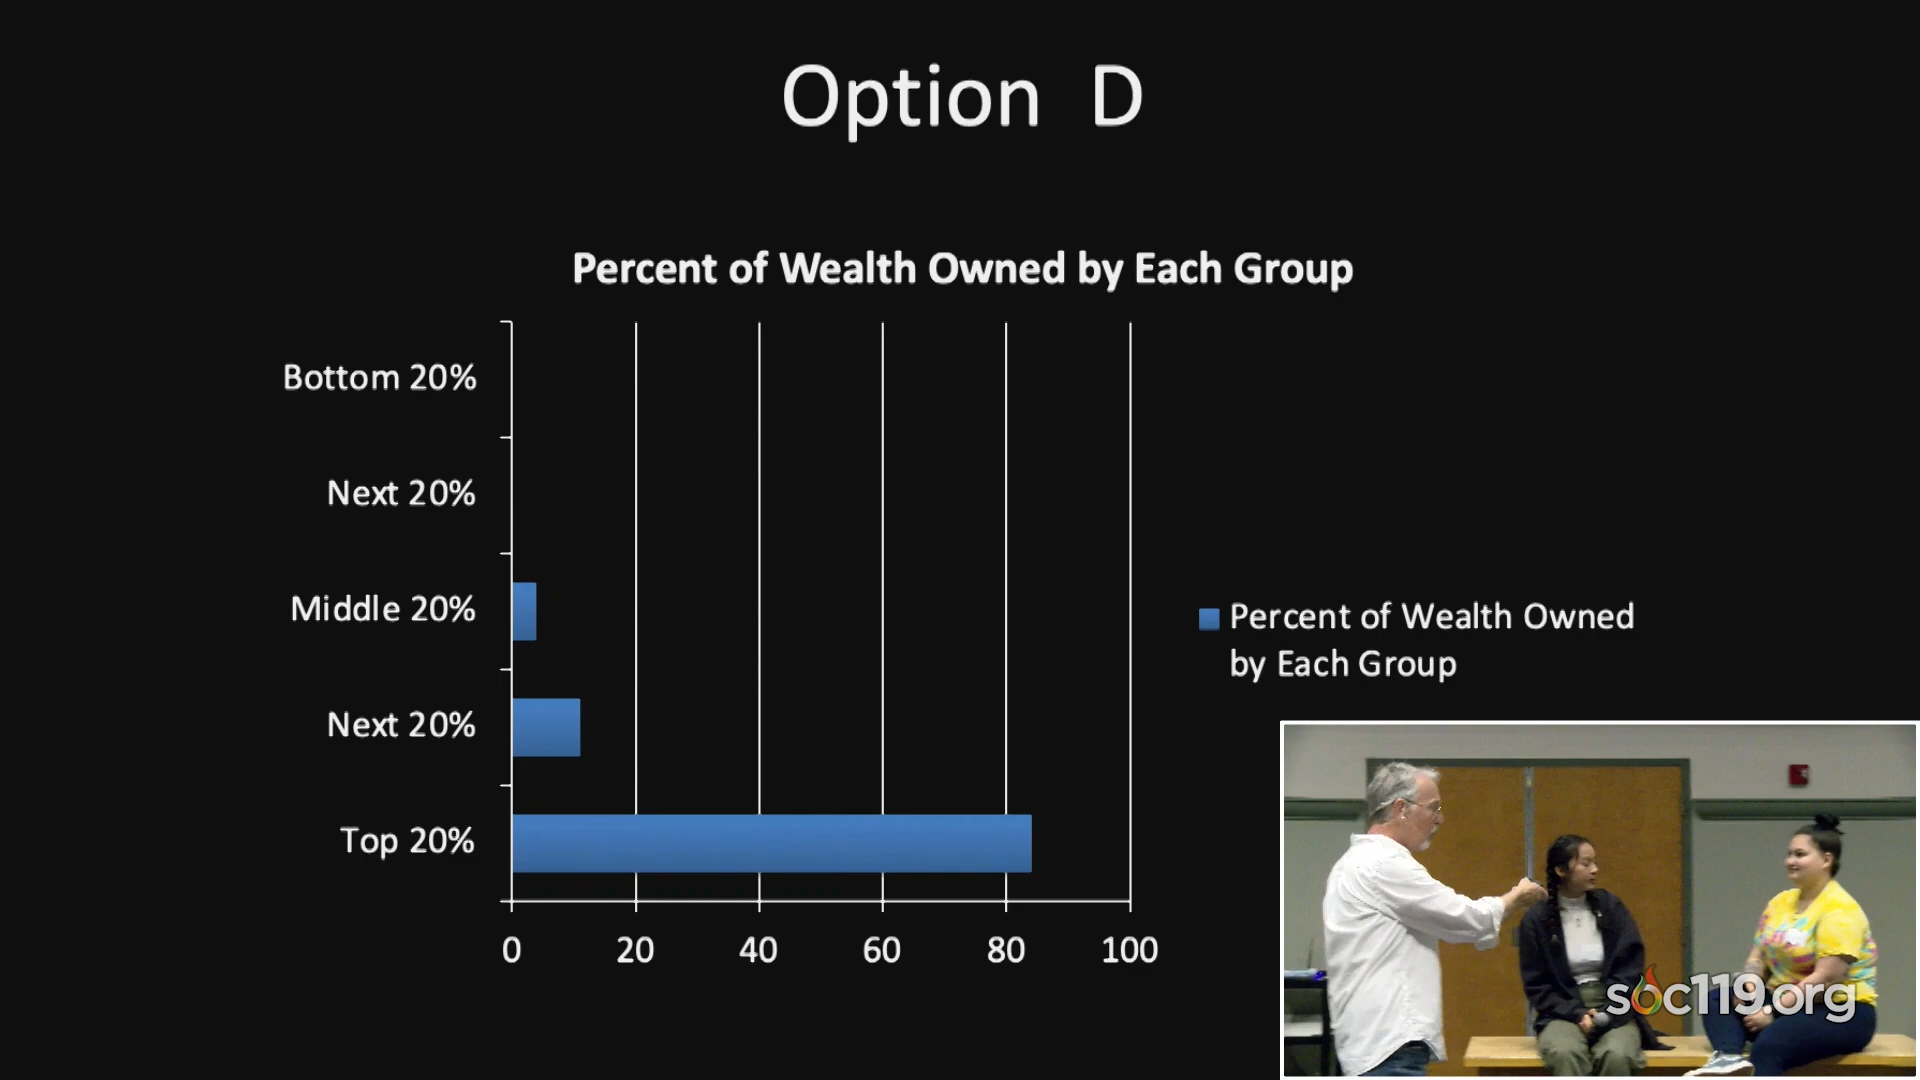 Option D
Percent of Wealth Owned by Each Group
Bottom 20%
Next 20%
Middle 20%
Next 20%
Top 20%
0 20 40 60 80 100
Percent of Wealth Owned
by Each Group
soc119.org